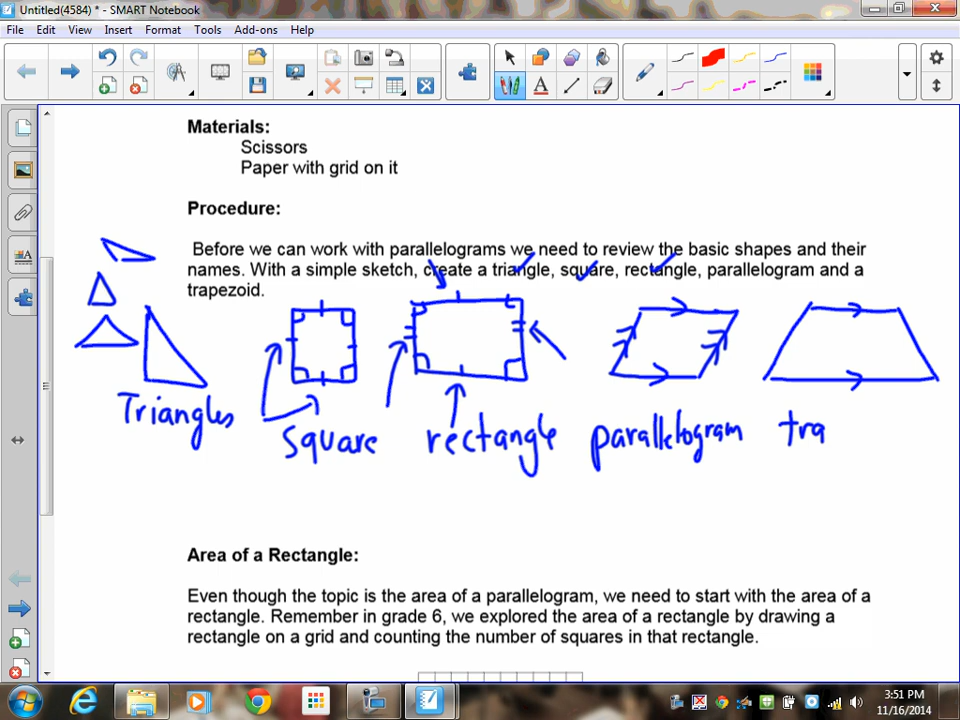 Untitled(4584) * - SMART Notebook
File Edit View Insert Format Tools Add-ons Help
Materials:
Scissors
Paper with grid on it
Procedure:
Before we can work with parallelograms we need to review the basic shapes and their
names. With a simple sketch, create a triangle, square, rectangle, parallelogram and a
trapezoid.
Triangles square rectangle parallelogram tra
Area of a Rectangle:
Even though the topic is the area of a parallelogram, we need to start with the area of a
rectangle. Remember in grade 6, we explored the area of a rectangle by drawing a
rectangle on a grid and counting the number of squares in that rectangle.
3:51 PM
11/16/2014